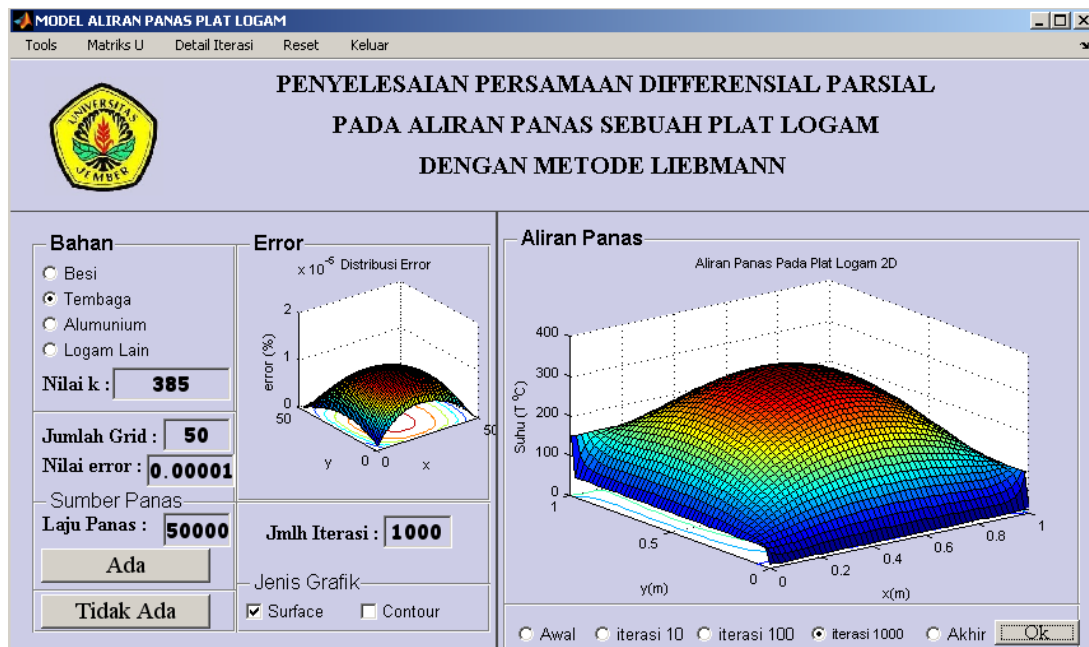 MODEL ALIRAN PANAS PLAT LOGAM
Tools Matriks U Detail Iterasi Reset Keluar
UNIVERSITAS
JEMBER
PENYELESAIAN PERSAMAAN DIFFERENSIAL PARSIAL
PADA ALIRAN PANAS SEBUAH PLAT LOGAM
DENGAN METODE LIEBMANN
Bahan
Besi
Tembaga
Alumunium
Logam Lain
Nilai k : 385
Jumlah Grid : 50
Nilai error : 0.00001
Sumber Panas
Laju Panas : 50000
Ada
Tidak Ada
Error
x 10^-5 Distribusi Error
2
1
0
error (%)
50
y
0 0
x
50
Jmlh Iterasi : 1000
Jenis Grafik
Surface Contour
Aliran Panas
Aliran Panas Pada Plat Logam 2D
400
300
200
100
0
Suhu (T °C)
1
0.5
0
y(m)
0
0.2
0.4
0.6
0.8
1
x(m)
Awal iterasi 10 iterasi 100 iterasi 1000 Akhir Ok